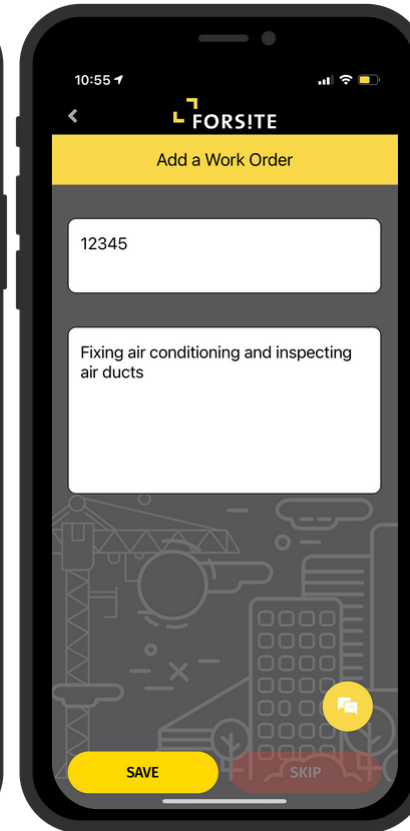 10:55
FORS!TE
Add a Work Order
12345
Fixing air conditioning and inspecting
air ducts
SAVE
SKIP